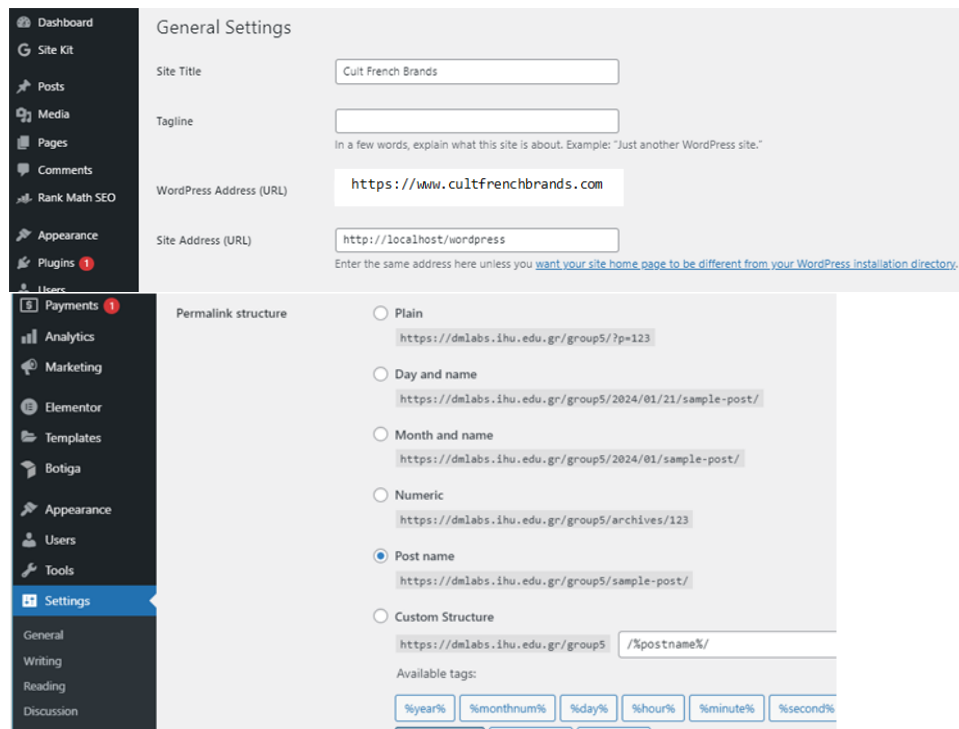 Dashboard
Site Kit
Posts
Media
Pages
Comments
Rank Math SEO
Appearance
Plugins 1
Users
General Settings
Site Title
Cult French Brands
Tagline
In a few words, explain what this site is about. Example: “Just another WordPress site.”
WordPress Address (URL)
https://www.cultfrenchbrands.com
Site Address (URL)
http://localhost/wordpress
Enter the same address here unless you want your site home page to be different from your WordPress installation directory.
Payments 1
Analytics
Marketing
Elementor
Templates
Botiga
Appearance
Users
Tools
Settings
General
Writing
Reading
Discussion
Permalink structure
Plain
https://dmlabs.ihu.edu.gr/group5/?p=123
Day and name
https://dmlabs.ihu.edu.gr/group5/2024/01/21/sample-post/
Month and name
https://dmlabs.ihu.edu.gr/group5/2024/01/sample-post/
Numeric
https://dmlabs.ihu.edu.gr/group5/archives/123
Post name
https://dmlabs.ihu.edu.gr/group5/sample-post/
Custom Structure
https://dmlabs.ihu.edu.gr/group5 /%postname%/
Available tags:
%year% %monthnum% %day% %hour% %minute% %second%